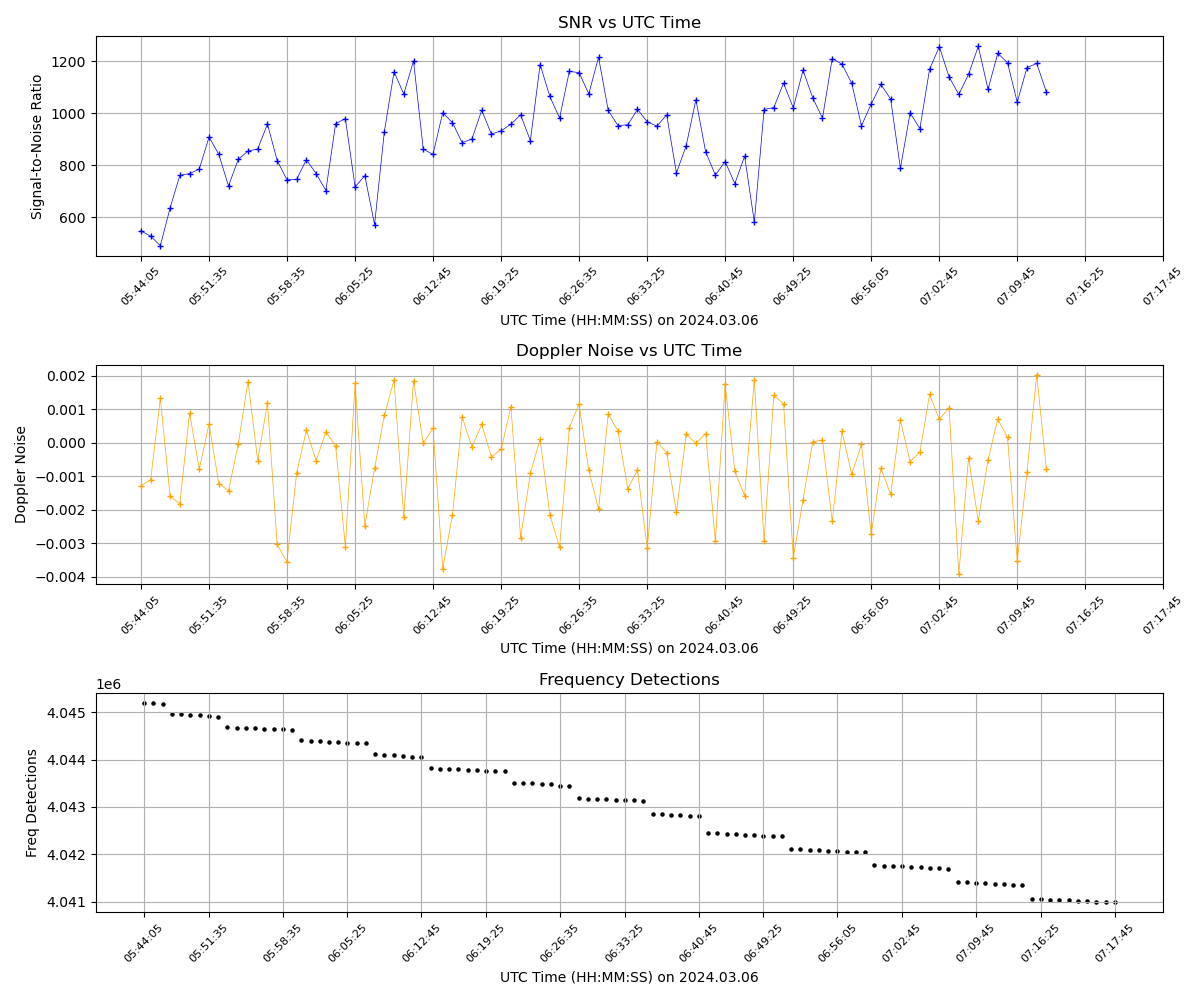 SNR vs UTC Time
Signal-to-Noise Ratio
1200
1000
800
600
05:44:05 05:51:35 05:58:35 06:05:25 06:12:45 06:19:25 06:26:35 06:33:25 06:40:45 06:49:25 06:56:05 07:02:45 07:09:45 07:16:25 07:17:45
UTC Time (HH:MM:SS) on 2024.03.06
Doppler Noise vs UTC Time
Doppler Noise
0.002
0.001
0.000
−0.001
−0.002
−0.003
−0.004
05:44:05 05:51:35 05:58:35 06:05:25 06:12:45 06:19:25 06:26:35 06:33:25 06:40:45 06:49:25 06:56:05 07:02:45 07:09:45 07:16:25 07:17:45
UTC Time (HH:MM:SS) on 2024.03.06
Frequency Detections
1e6
Freq Detections
4.045
4.044
4.043
4.042
4.041
05:44:05 05:51:35 05:58:35 06:05:25 06:12:45 06:19:25 06:26:35 06:33:25 06:40:45 06:49:25 06:56:05 07:02:45 07:09:45 07:16:25 07:17:45
UTC Time (HH:MM:SS) on 2024.03.06